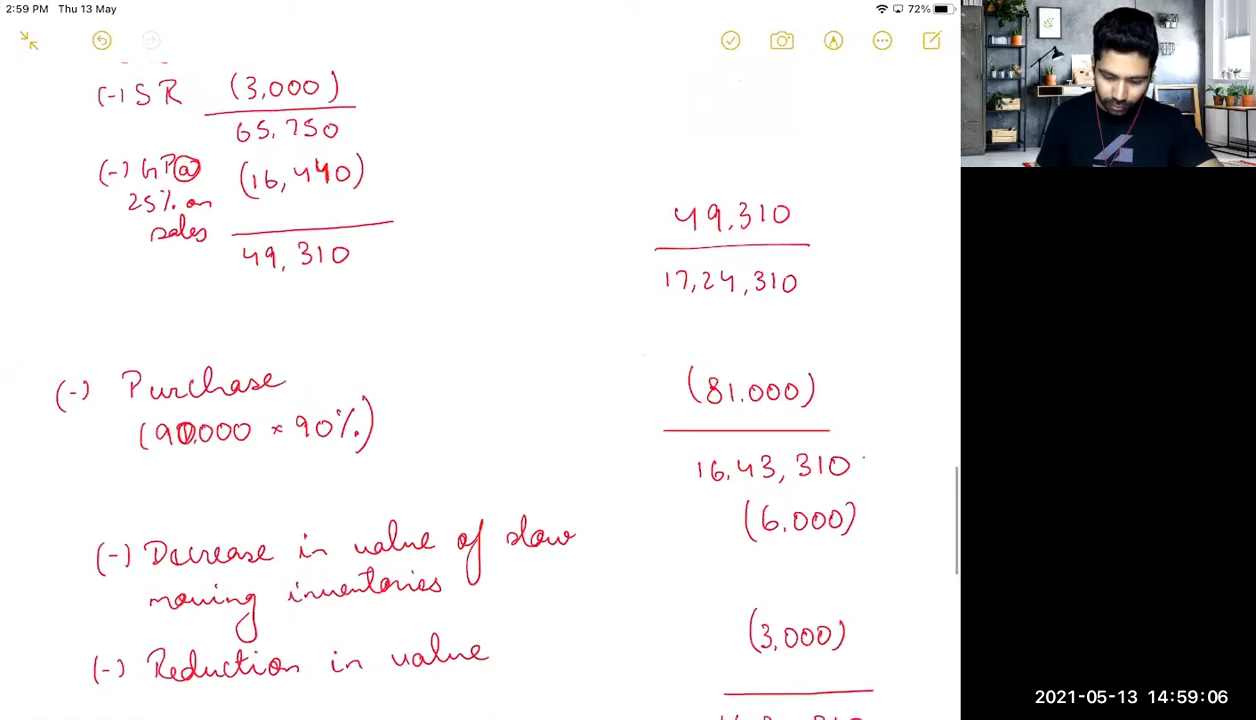 2:59 PM Thu 13 May
72%
(-) SR (3,000)
65,750
(-) GP@ (16,440)
25% on
sales
49,310
49,310
17,24,310
(-) Purchase (81,000)
(90,000 × 90%)
16,43,310
(6,000)
(-) Decrease in value of slow
moving inventories
(3,000)
(-) Reduction in value
2021-05-13 14:59:06